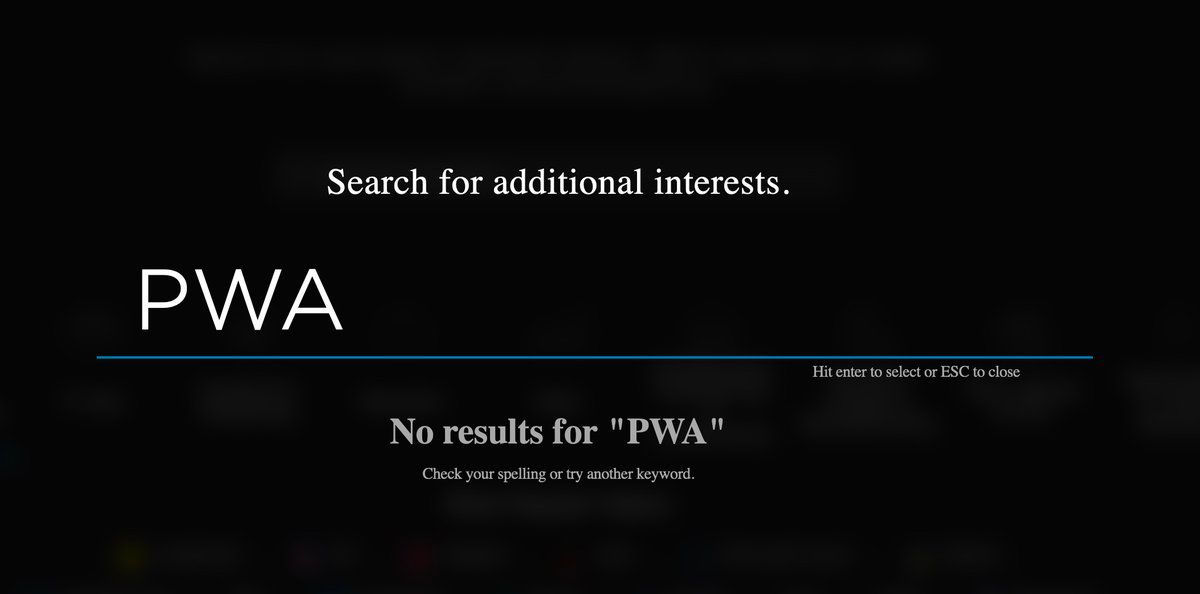 Search for additional interests.
PWA
Hit enter to select or ESC to close
No results for "PWA"
Check your spelling or try another keyword.